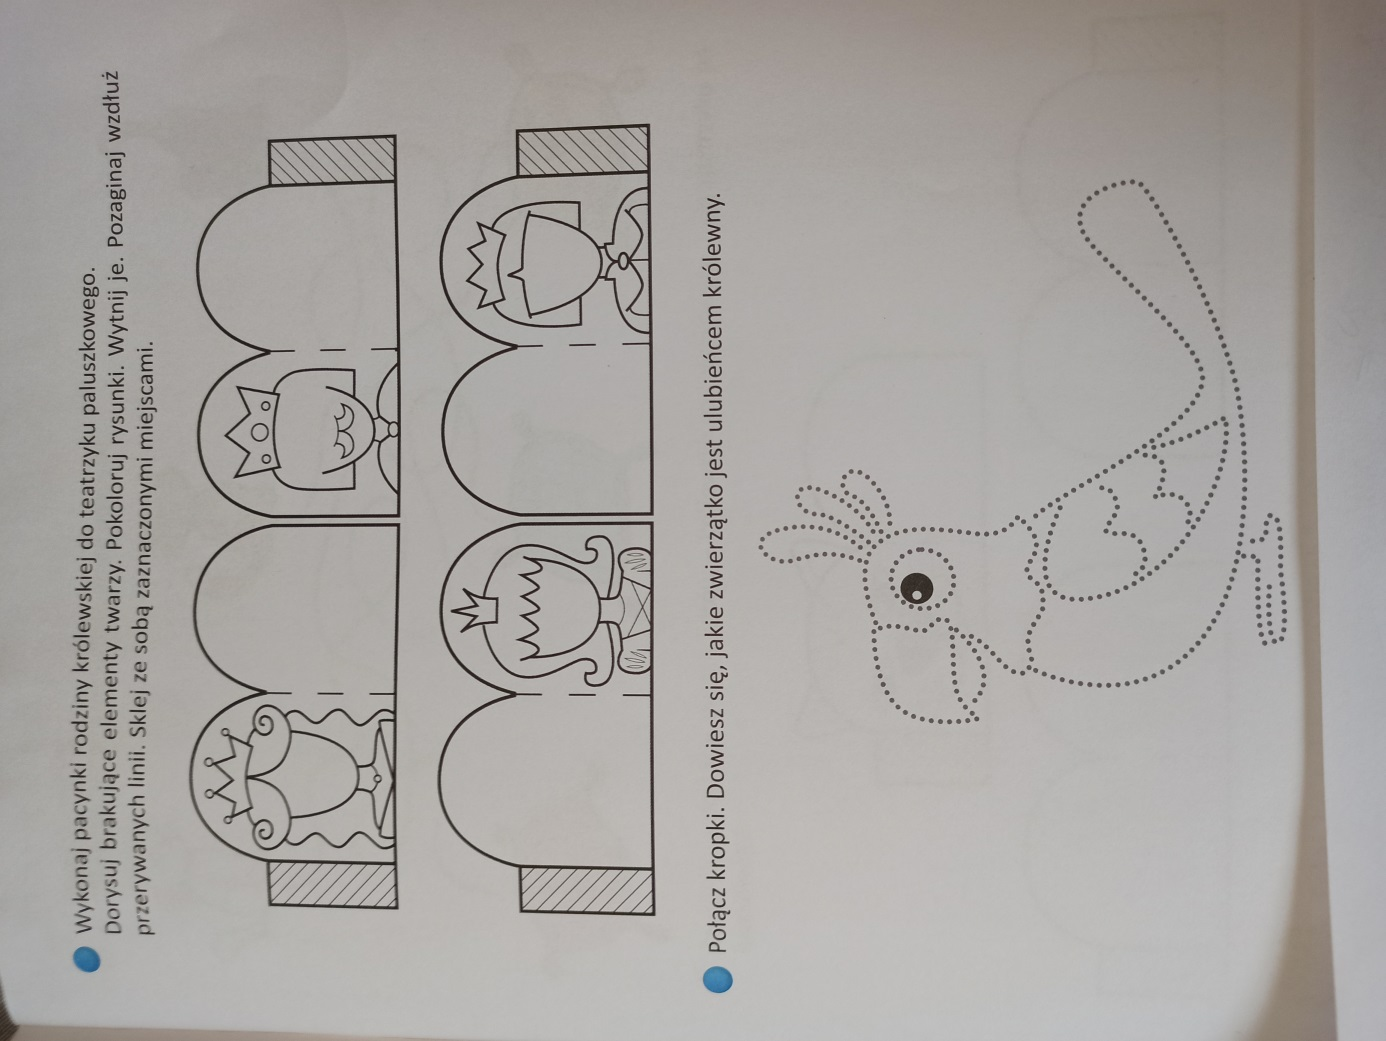 Wykonaj pacynki rodziny królewskiej do teatrzyku paluszkowego.
Dorysuj brakujące elementy twarzy. Pokoloruj rysunki. Wytnij je. Pozaginaj wzdłuż
przerywanych linii. Sklej ze sobą zaznaczonymi miejscami.
Połącz kropki. Dowiesz się, jakie zwierzątko jest ulubieńcem królewny.